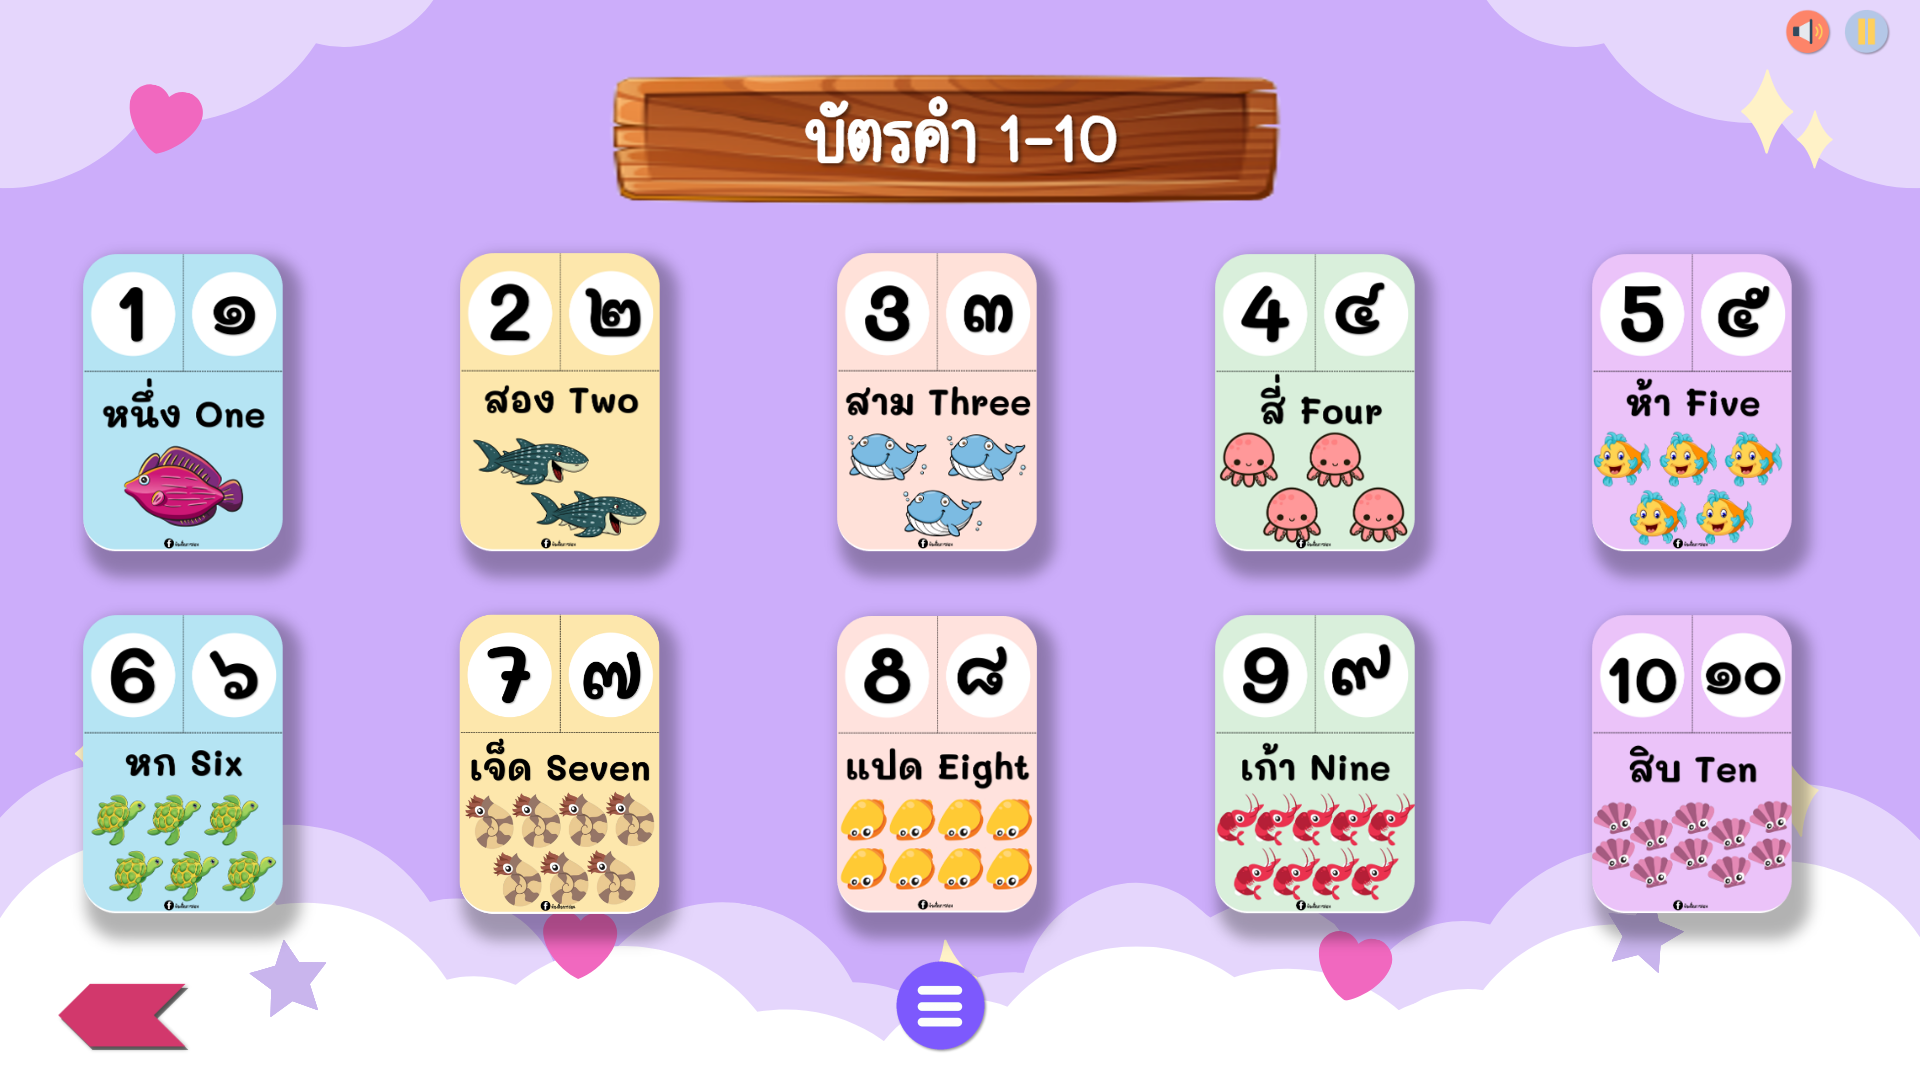 บัตรคำ 1-10
1 ๑
หนึ่ง One
2 ๒
สอง Two
3 ๓
สาม Three
4 ๔
สี่ Four
5 ๕
ห้า Five
6 ๖
หก Six
7 ๗
เจ็ด Seven
8 ๘
แปด Eight
9 ๙
เก้า Nine
10 ๑๐
สิบ Ten